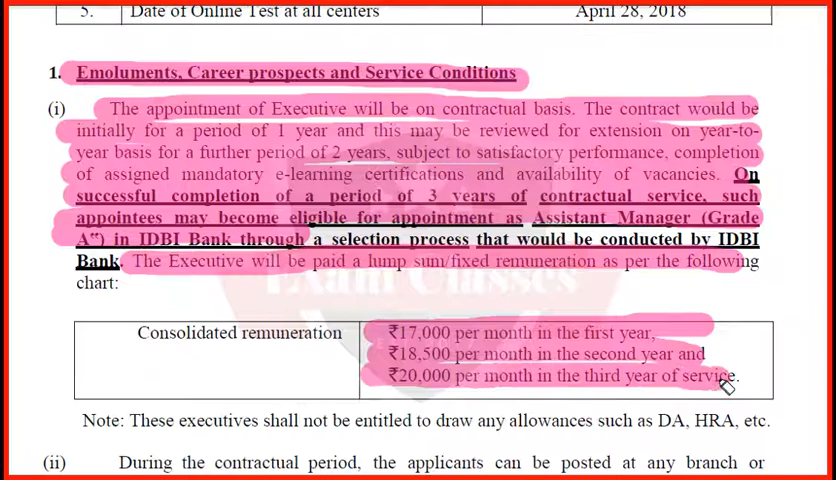 5. Date of Online Test at all centers April 28, 2018
1. Emoluments, Career prospects and Service Conditions
(i) The appointment of Executive will be on contractual basis. The contract would be
initially for a period of 1 year and this may be reviewed for extension on year-to-
year basis for a further period of 2 years, subject to satisfactory performance, completion
of assigned mandatory e-learning certifications and availability of vacancies. On
successful completion of a period of 3 years of contractual service, such
appointees may become eligible for appointment as Assistant Manager (Grade
A“) in IDBI Bank through a selection process that would be conducted by IDBI
Bank. The Executive will be paid a lump sum/fixed remuneration as per the following
chart:
Exam Classes
Consolidated remuneration ₹17,000 per month in the first year,
₹18,500 per month in the second year and
₹20,000 per month in the third year of service.
Note: These executives shall not be entitled to draw any allowances such as DA, HRA, etc.
(ii) During the contractual period, the applicants can be posted at any branch or